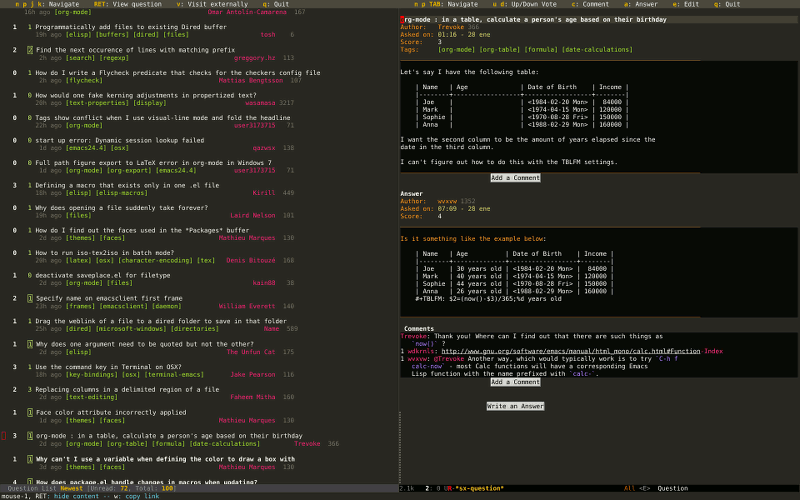 n p j k: Navigate    RET: View question    v: Visit externally    q: Quit
16h ago [org-mode] Omar Antolín-Camarena 167
1 1 Programmatically add files to existing Dired buffer
6h ago [elisp] [buffers] [dired] [files] tosh 6
2 2 Find the next occurence of lines with matching prefix
2h ago [search] [regexp] greggory.hz 113
0 1 How do I write a Flycheck predicate that checks for the checkers config file
7h ago [flycheck] Mattias Bengtsson 107
1 0 How would one fake kerning adjustments in propertized text?
20h ago [text-properties] [display] wasamasa 3217
0 0 Tags show conflict when I use visual-line mode and fold the headline
22h ago [org-mode] user3173715 71
0 0 start up error: Dynamic session lookup failed
1d ago [emacs24.4] [osx] qazwsx 138
0 0 Full path figure export to LaTeX error in org-mode in Windows 7
1d ago [org-mode] [org-export] [emacs24.4] user3173715 71
3 1 Defining a macro that exists only in one .el file
18h ago [elisp] [elisp-macros] Kirill 449
0 1 Why does opening a file suddenly take forever?
19h ago [files] Laird Nelson 101
0 1 How do I find out the faces used in the *Packages* buffer
2d ago [themes] [faces] Mathieu Marques 130
0 1 How to run iso-tex2iso in batch mode?
20h ago [latex] [osx] [character-encoding] [tex] Denis Bitouzé 168
1 0 deactivate saveplace.el for filetype
2d ago [org-mode] [files] kain88 36
2 1 Specify name on emacsclient first frame
23h ago [frames] [emacsclient] [daemon] William Everett 140
1 1 Drag the weblink of a file to a dired folder to save in that folder
25h ago [dired] [microsoft-windows] [directories] Name 589
1 1 Why does one argument need to be quoted but not the other?
2d ago [elisp] The Unfun Cat 175
3 1 Use the command key in Terminal on OSX?
18h ago [key-bindings] [osx] [terminal-emacs] Jake Pearson 116
2 3 Replacing columns in a delimited region of a file
2d ago [text-editing] Faheem Mitha 160
1 1 Face color attribute incorrectly applied
1d ago [themes] [faces] Mathieu Marques 130
3 1 org-mode : in a table, calculate a person's age based on their birthday
2d ago [org-mode] [org-table] [formula] [date-calculations] Trevoke 366
1 1 Why can't I use a variable when defining the color to draw a box with
3d ago [themes] [faces] Mathieu Marques 130
4 1 How does package.el handle changes in macros when updating?
Question List Newest [Unread: 72, Total: 100]
mouse-1, RET: hide content -- w: copy link
n p TAB: Navigate    u d: Up/Down Vote    c: Comment    a: Answer    e: Edit    q: Quit
org-mode : in a table, calculate a person's age based on their birthday
Author: Trevoke 366
Asked on: 01:16 - 28 ene
Score: 3
Tags: [org-mode] [org-table] [formula] [date-calculations]
Let's say I have the following table:
| Name | Age | Date of Birth | Income |
|--------+-----------------+------------------+--------|
| Joe | | <1984-02-20 Mon> | 84000 |
| Mark | | <1974-04-15 Mon> | 120000 |
| Sophie | | <1970-08-28 Fri> | 150000 |
| Anna | | <1988-02-29 Mon> | 160000 |
I want the second column to be the amount of years elapsed since the
date in the third column.
I can't figure out how to do this with the TBLFM settings.
Add a Comment
Answer
Author: wvxvw 1352
Asked on: 07:09 - 28 ene
Score: 4
Is it something like the example below:
| Name | Age | Date of Birth | Income |
|--------+--------------+------------------+--------|
| Joe | 30 years old | <1984-02-20 Mon> | 84000 |
| Mark | 40 years old | <1974-04-15 Mon> | 120000 |
| Sophie | 44 years old | <1970-08-28 Fri> | 150000 |
| Anna | 26 years old | <1988-02-29 Mon> | 160000 |
#+TBLFM: $2=(now()-$3)/365;%d years old
Comments
Trevoke: Thank you! Where can I find out that there are such things as
`now()` ?
1 wdkrnls: http://www.gnu.org/software/emacs/manual/html_mono/calc.html#Function-Index
1 wvxvw: @Trevoke Another way, which would typically work is to try `C-h f
calc-now` - most Calc functions will have a corresponding Emacs
Lisp function with the name prefixed with `calc-`.
Add a Comment
Write an Answer
2.1k 2: 0 *sx-question* All <E> Question